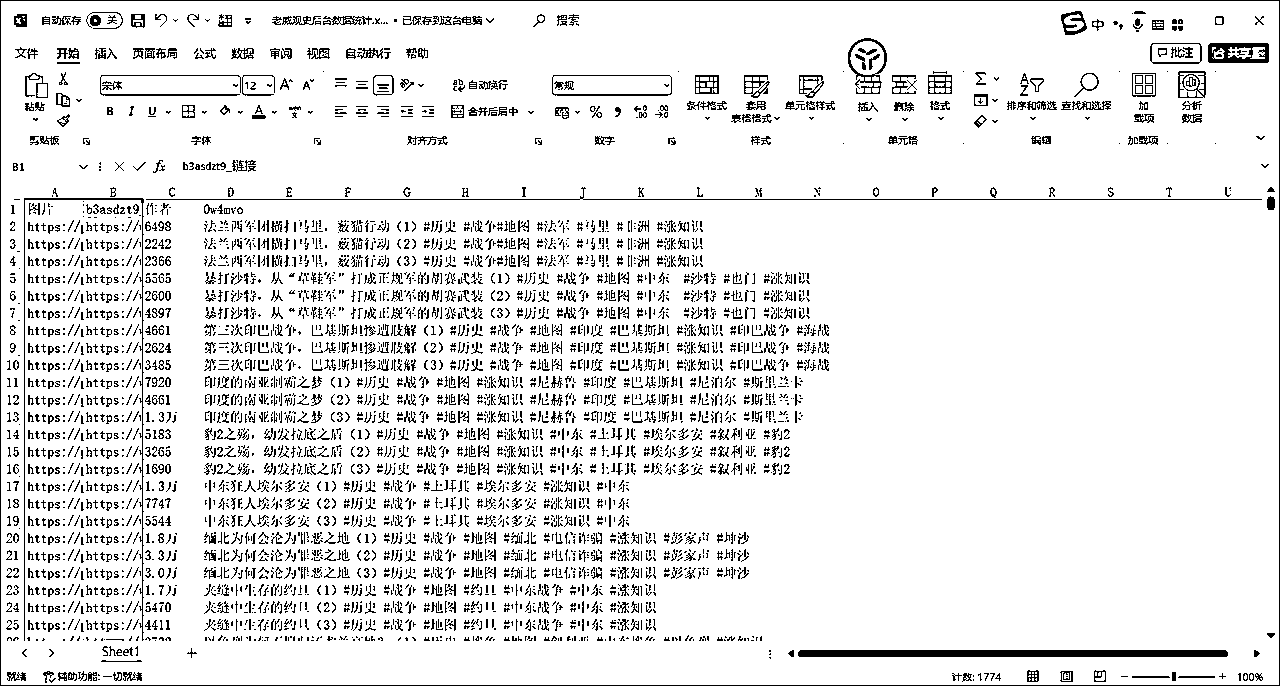 自动保存 关 老威观史后台数据统计.x... • 已保存到这台电脑 搜索 中
文件 开始 插入 页面布局 公式 数据 审阅 视图 自动执行 帮助 批注 共享
粘贴 宋体 12 自动换行 常规 条件格式 套用 表格格式 单元格样式 插入 删除 格式 排序和筛选 查找和选择 加载项 分析数据
B I U A 合并后居中 %
剪贴板 字体 对齐方式 数字 样式 单元格 编辑 加载项
B1 fx b3asdzt9_链接
A B C D E F G H I J K L M N O P Q R S T U
1 图片 b3asdzt9_ 作者 0w4mvo
2 https:// https:// 6498 法兰西军团横扫马里，薮猫行动（1）#历史 #战争#地图 #法军 #马里 #非洲 #涨知识
3 https:// https:// 2242 法兰西军团横扫马里，薮猫行动（2）#历史 #战争#地图 #法军 #马里 #非洲 #涨知识
4 https:// https:// 2366 法兰西军团横扫马里，薮猫行动（3）#历史 #战争#地图 #法军 #马里 #非洲 #涨知识
5 https:// https:// 5565 暴打沙特，从“草鞋军”打成正规军的胡赛武装（1）#历史 #战争 #地图 #中东 #沙特 #也门 #涨知识
6 https:// https:// 2600 暴打沙特，从“草鞋军”打成正规军的胡赛武装（2）#历史 #战争 #地图 #中东 #沙特 #也门 #涨知识
7 https:// https:// 4897 暴打沙特，从“草鞋军”打成正规军的胡赛武装（3）#历史 #战争 #地图 #中东 #沙特 #也门 #涨知识
8 https:// https:// 4661 第三次印巴战争，巴基斯坦惨遭肢解（1）#历史 #战争 #地图 #印度 #巴基斯坦 #涨知识 #印巴战争 #海战
9 https:// https:// 2624 第三次印巴战争，巴基斯坦惨遭肢解（2）#历史 #战争 #地图 #印度 #巴基斯坦 #涨知识 #印巴战争 #海战
10 https:// https:// 3485 第三次印巴战争，巴基斯坦惨遭肢解（3）#历史 #战争 #地图 #印度 #巴基斯坦 #涨知识 #印巴战争 #海战
11 https:// https:// 7920 印度的南亚制霸之梦（1）#历史 #战争 #地图 #涨知识 #尼赫鲁 #印度 #巴基斯坦 #尼泊尔 #斯里兰卡
12 https:// https:// 4661 印度的南亚制霸之梦（2）#历史 #战争 #地图 #涨知识 #尼赫鲁 #印度 #巴基斯坦 #尼泊尔 #斯里兰卡
13 https:// https:// 1.3万 印度的南亚制霸之梦（3）#历史 #战争 #地图 #涨知识 #尼赫鲁 #印度 #巴基斯坦 #尼泊尔 #斯里兰卡
14 https:// https:// 5183 豹2之殇，幼发拉底之盾（1）#历史 #战争 #地图 #涨知识 #中东 #土耳其 #埃尔多安 #叙利亚 #豹2
15 https:// https:// 3265 豹2之殇，幼发拉底之盾（2）#历史 #战争 #地图 #涨知识 #中东 #土耳其 #埃尔多安 #叙利亚 #豹2
16 https:// https:// 1690 豹2之殇，幼发拉底之盾（3）#历史 #战争 #地图 #涨知识 #中东 #土耳其 #埃尔多安 #叙利亚 #豹2
17 https:// https:// 1.3万 中东狂人埃尔多安（1）#历史 #战争 #土耳其 #埃尔多安 #涨知识 #中东
18 https:// https:// 7747 中东狂人埃尔多安（2）#历史 #战争 #土耳其 #埃尔多安 #涨知识 #中东
19 https:// https:// 5544 中东狂人埃尔多安（3）#历史 #战争 #土耳其 #埃尔多安 #涨知识 #中东
20 https:// https:// 1.8万 缅北为何会沦为罪恶之地（1）#历史 #战争 #地图 #缅北 #电信诈骗 #涨知识 #彭家声 #坤沙
21 https:// https:// 3.3万 缅北为何会沦为罪恶之地（2）#历史 #战争 #地图 #缅北 #电信诈骗 #涨知识 #彭家声 #坤沙
22 https:// https:// 3.0万 缅北为何会沦为罪恶之地（3）#历史 #战争 #地图 #缅北 #电信诈骗 #涨知识 #彭家声 #坤沙
23 https:// https:// 1.7万 夹缝中生存的约旦（1）#历史 #战争 #地图 #约旦 #中东战争 #中东 #涨知识
24 https:// https:// 5470 夹缝中生存的约旦（2）#历史 #战争 #地图 #约旦 #中东战争 #中东 #涨知识
25 https:// https:// 4411 夹缝中生存的约旦（3）#历史 #战争 #地图 #约旦 #中东战争 #中东 #涨知识
Sheet1 +
就绪 辅助功能: 一切就绪 计数: 1774 100%